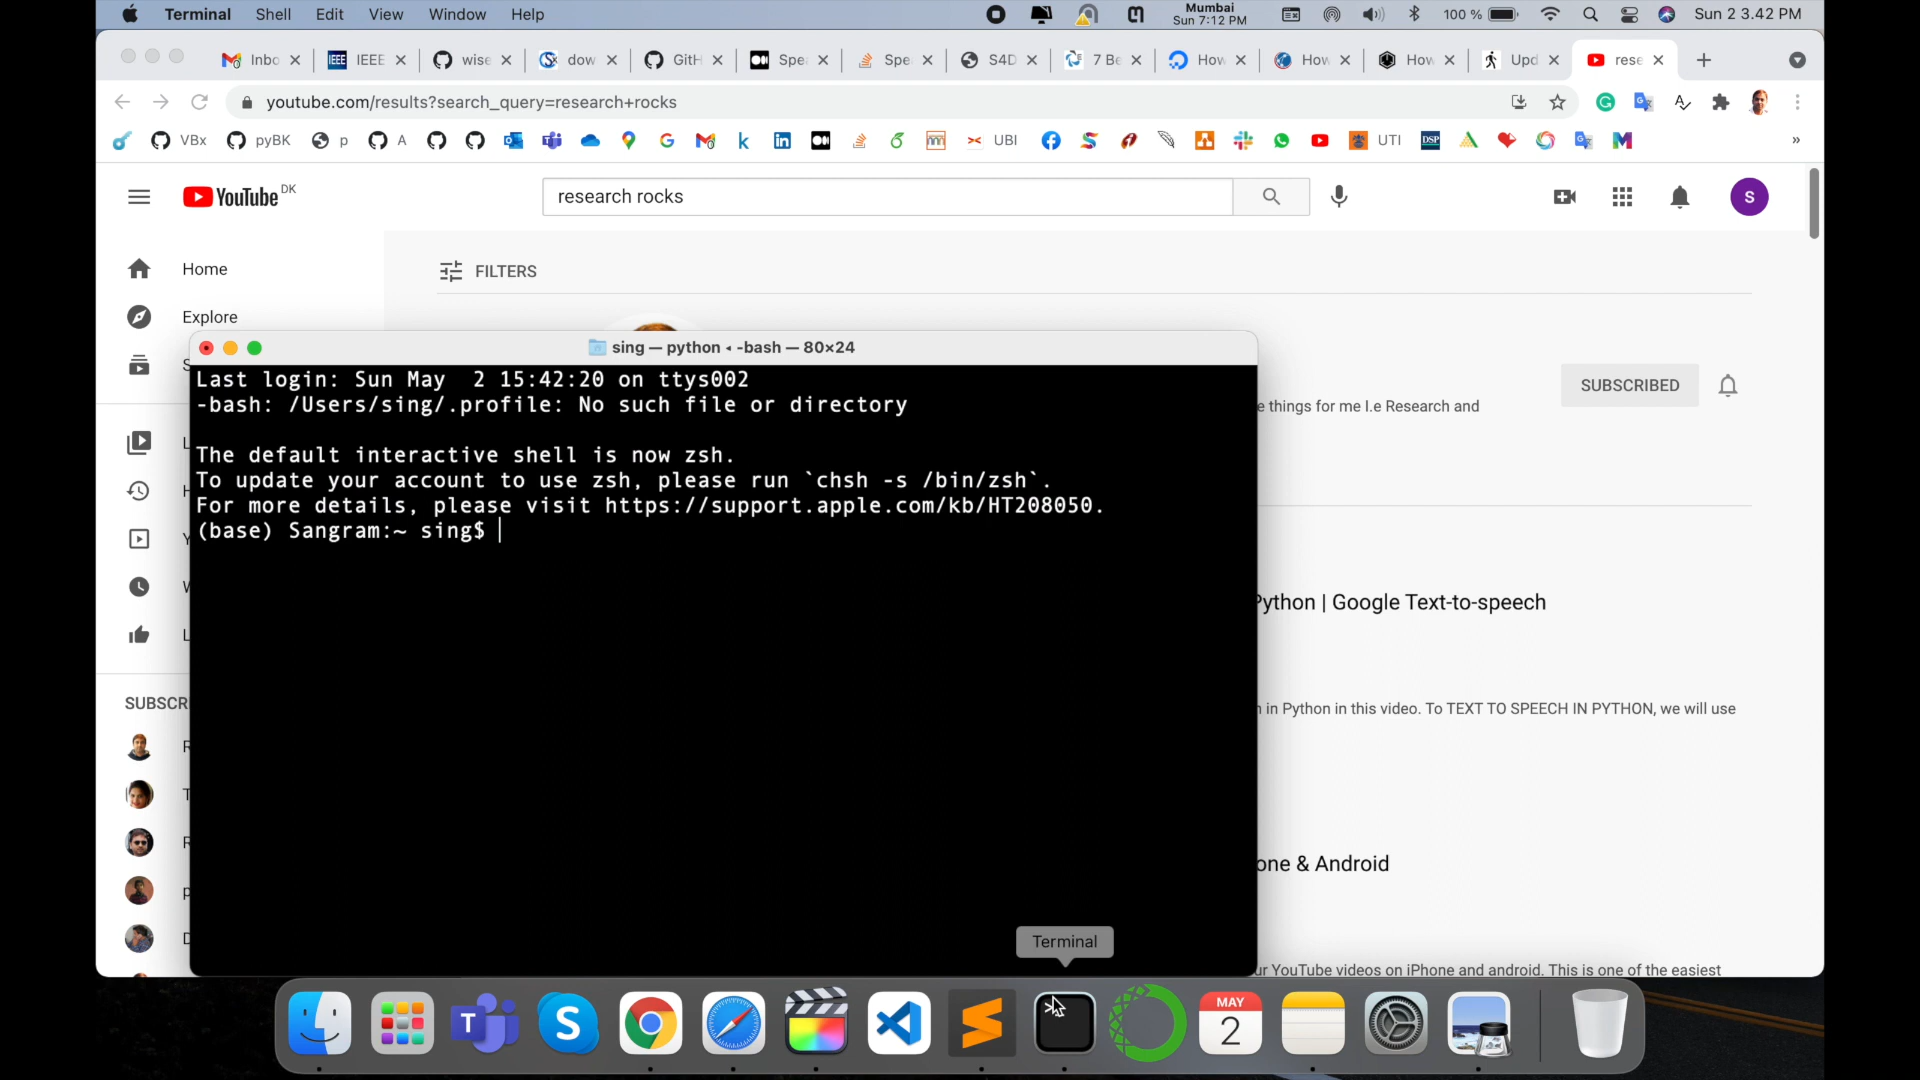 Terminal Shell Edit View Window Help
Mumbai
Sun 7:12 PM
100 %
Sun 2 3.42 PM
Inbo
IEEE IEEE
wise
dow
GitH
Spe
Spe
S4D
7 Be
How
How
How
Upd
rese
youtube.com/results?search_query=research+rocks
VBx
pyBK
p
A
UBI
UTI
DSP
YouTube DK
research rocks
S
Home
FILTERS
Explore
sing — python ◂ -bash — 80×24
Last login: Sun May  2 15:42:20 on ttys002
-bash: /Users/sing/.profile: No such file or directory
The default interactive shell is now zsh.
To update your account to use zsh, please run `chsh -s /bin/zsh`.
For more details, please visit https://support.apple.com/kb/HT208050.
(base) Sangram:~ sing$
SUBSCRIBED
e things for me I.e Research and
Python | Google Text-to-speech
SUBSCR
in Python in this video. To TEXT TO SPEECH IN PYTHON, we will use
one & Android
Terminal
ur YouTube videos on iPhone and android. This is one of the easiest
MAY
2